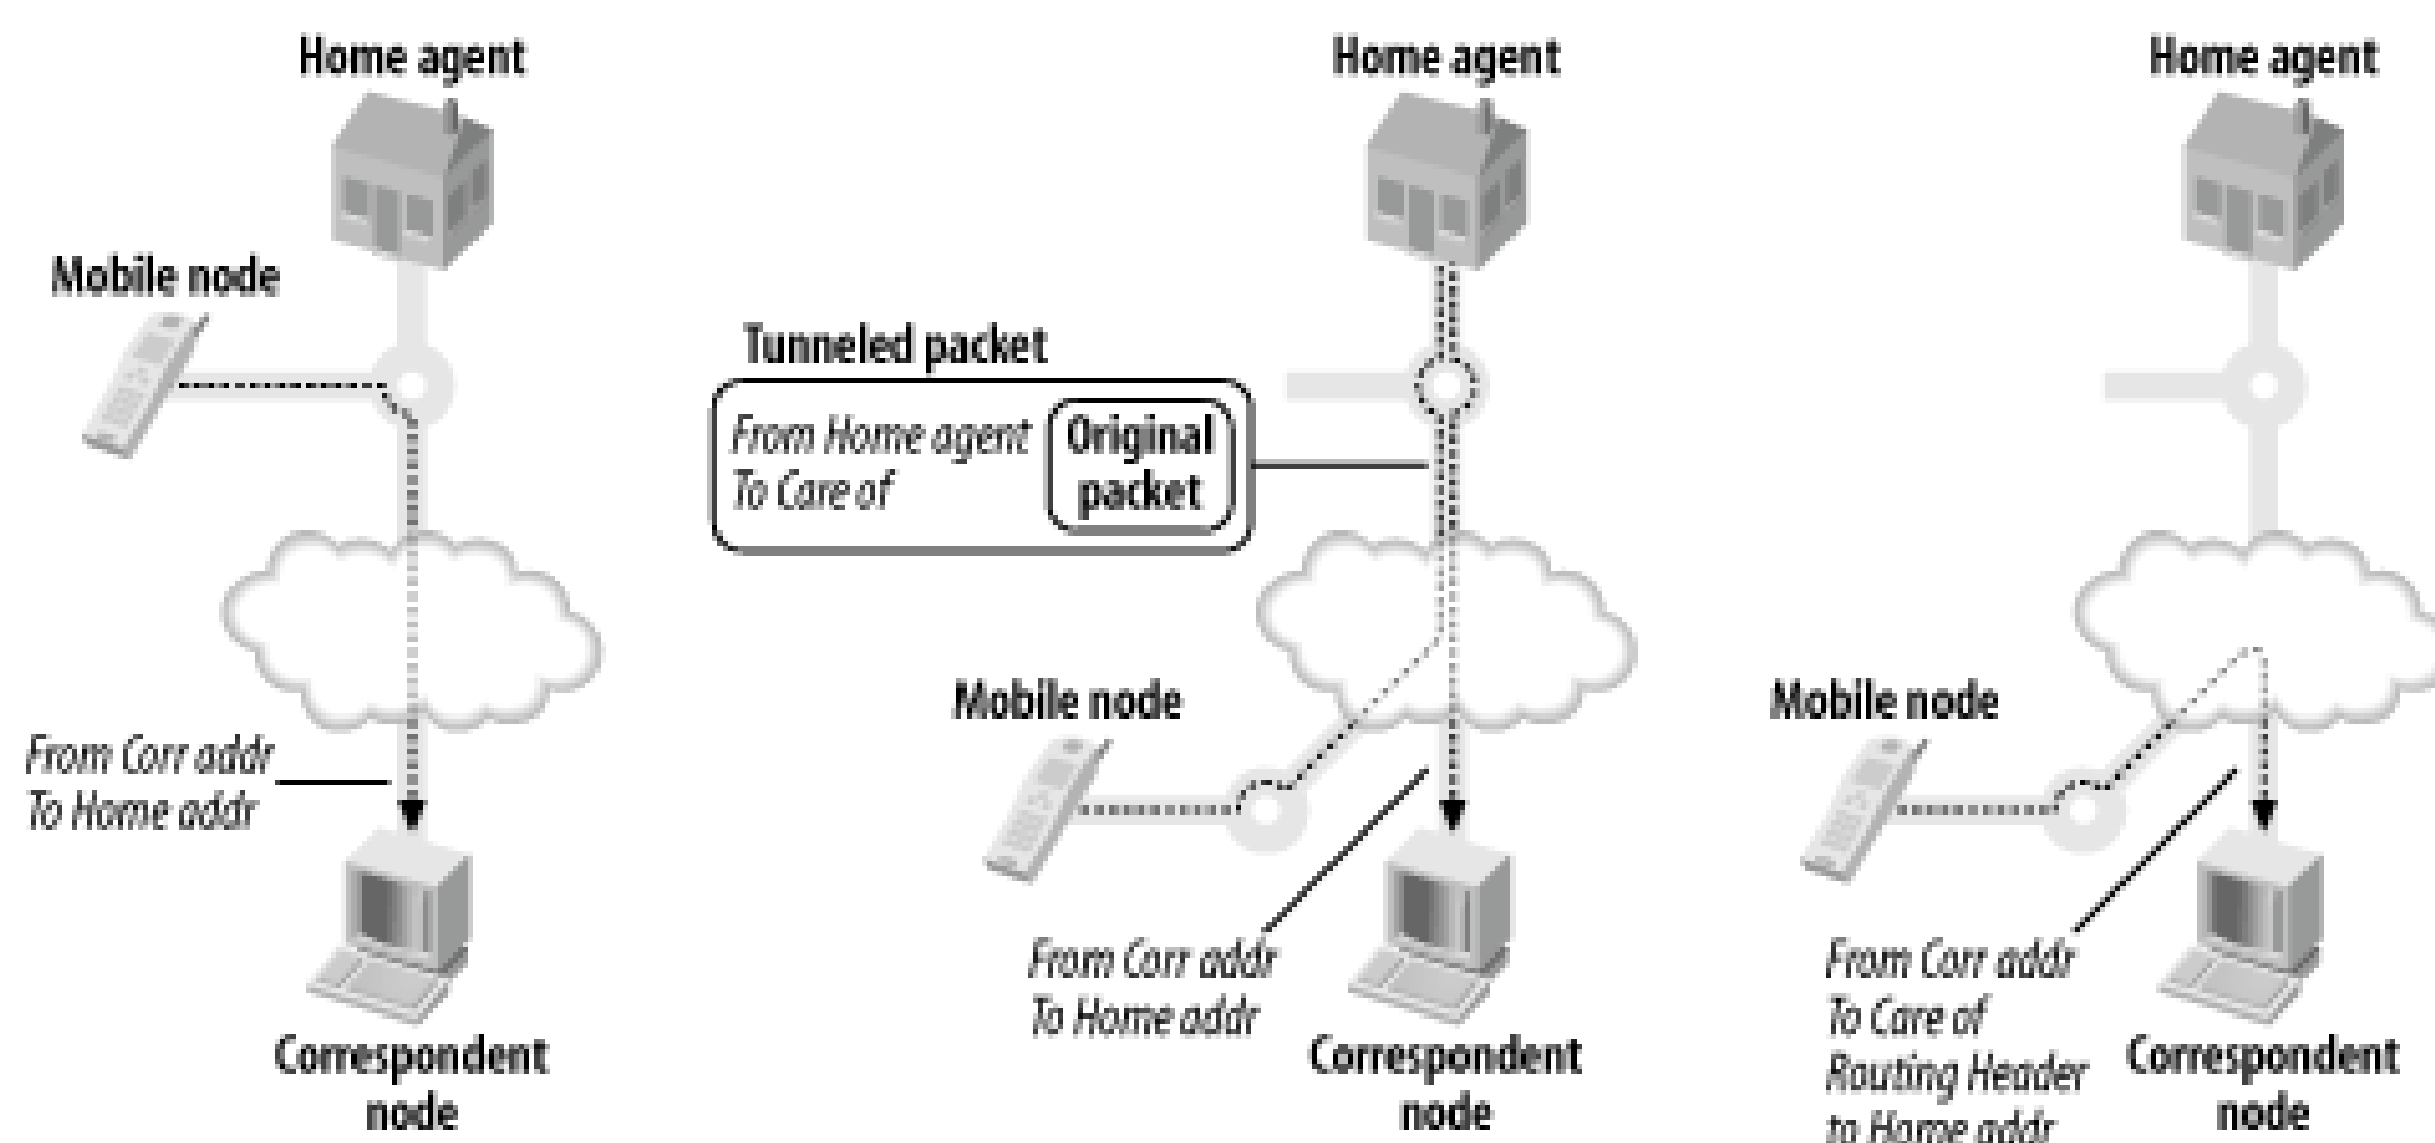 Home agent
Mobile node
From Corr addr
To Home addr
Correspondent
node
Home agent
Tunneled packet
From Home agent
To Care of
Original
packet
Mobile node
From Corr addr
To Home addr
Correspondent
node
Home agent
Mobile node
From Corr addr
To Care of
Routing Header
to Home addr
Correspondent
node